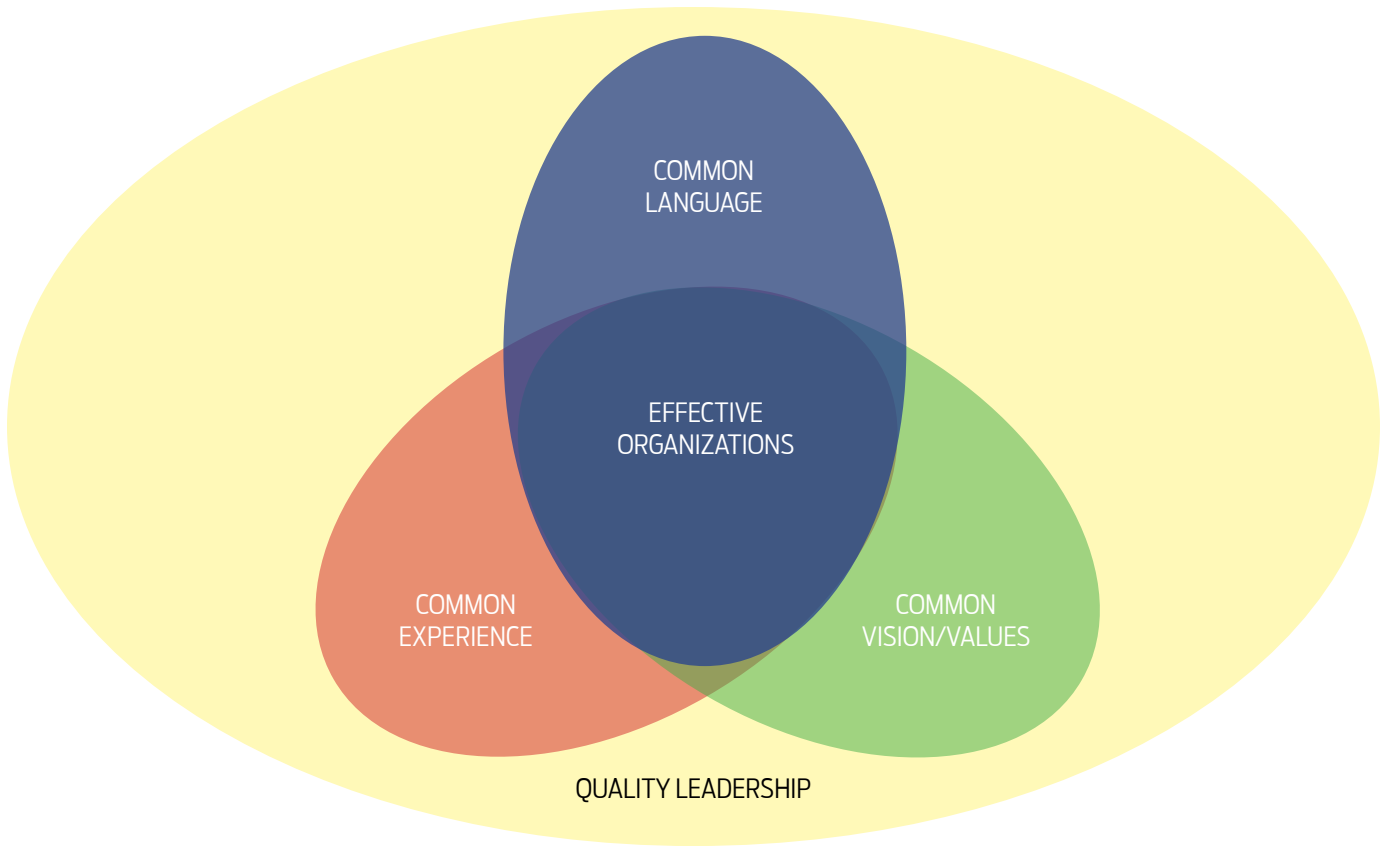 COMMON
LANGUAGE
EFFECTIVE
ORGANIZATIONS
COMMON
EXPERIENCE
COMMON
VISION/VALUES
QUALITY LEADERSHIP